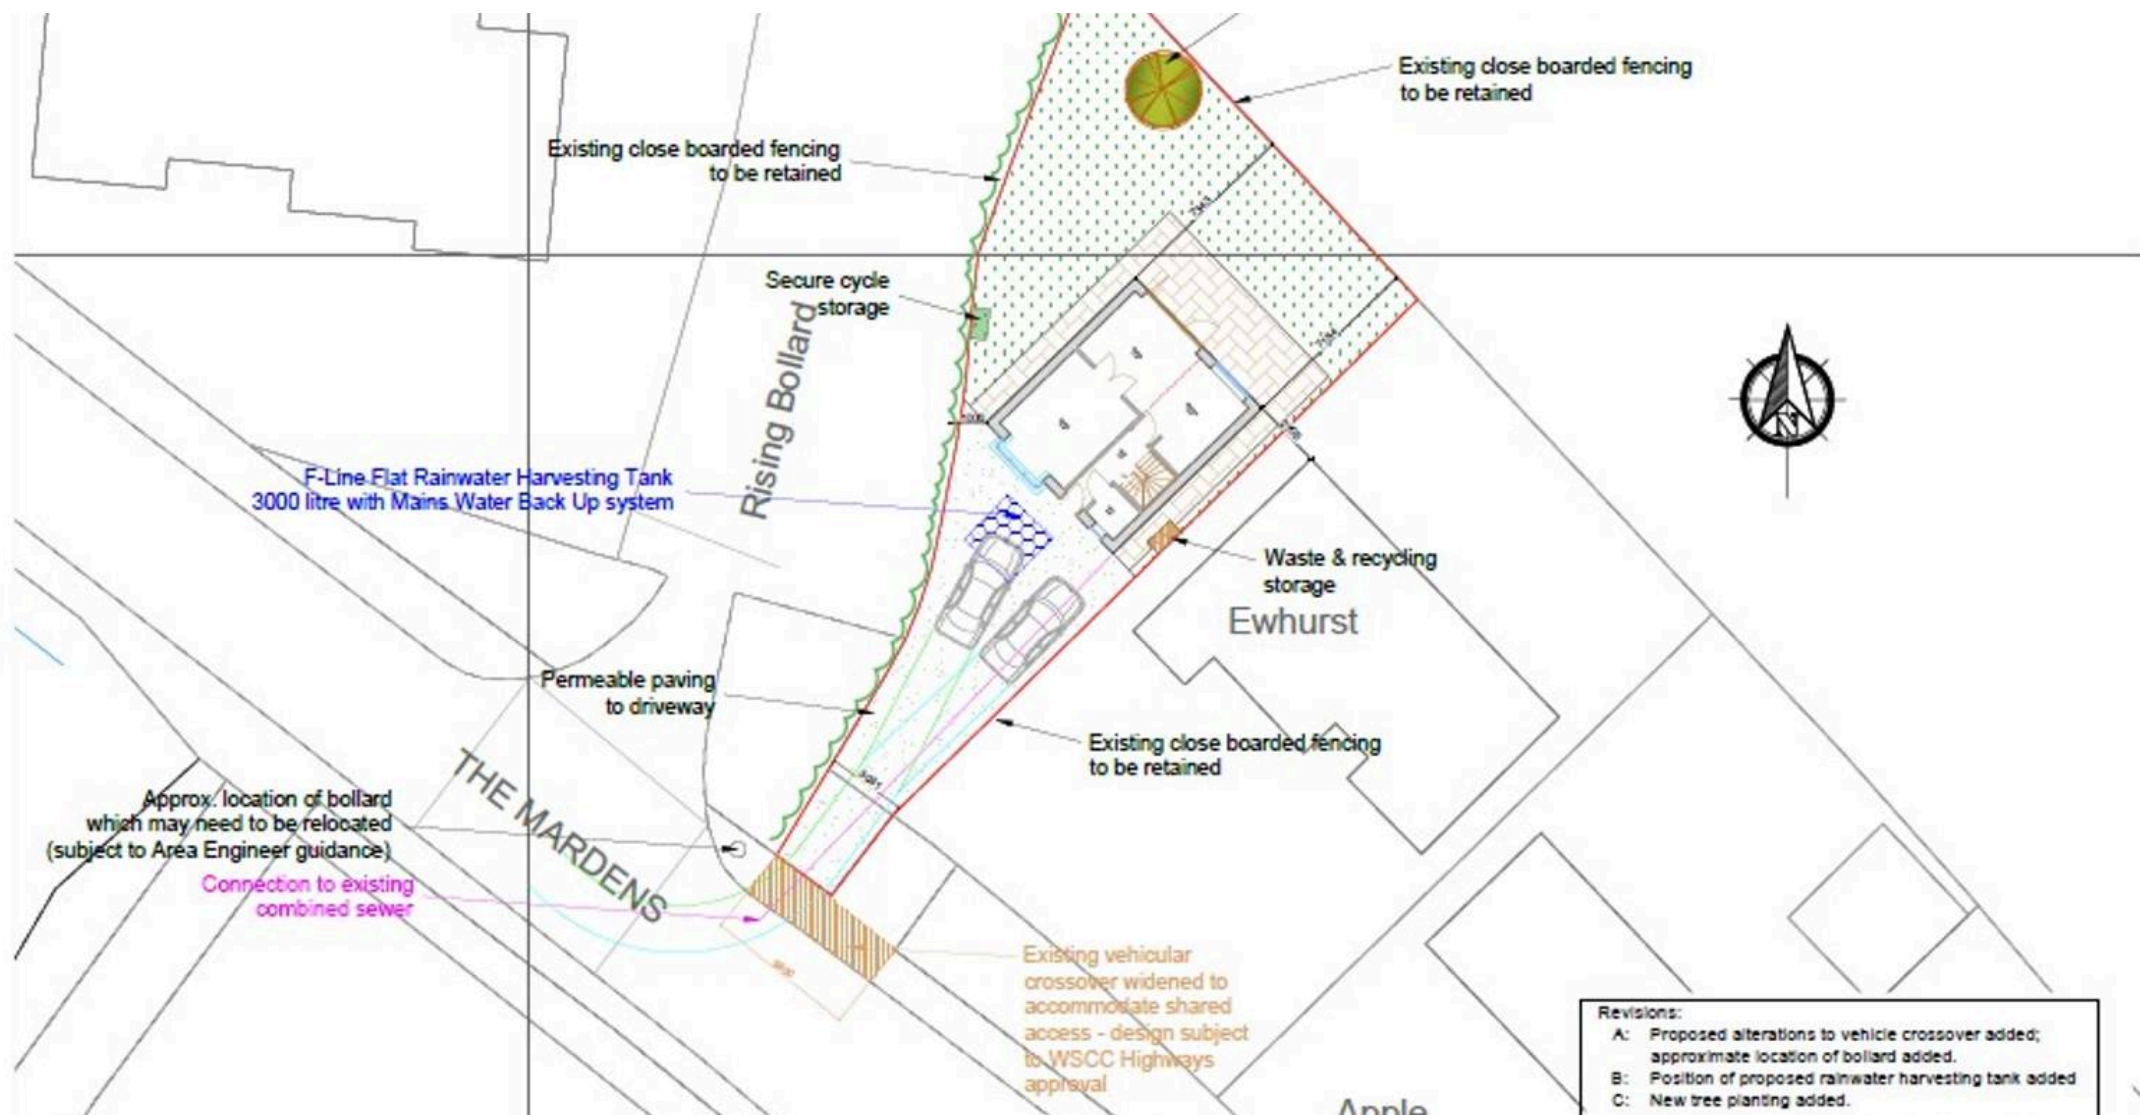 Existing close boarded fencing
to be retained
Existing close boarded fencing
to be retained
Secure cycle
storage
Rising Bollard
F-Line Flat Rainwater Harvesting Tank
3000 litre with Mains Water Back Up system
N
Waste & recycling
storage
Ewhurst
Permeable paving
to driveway
Existing close boarded fencing
to be retained
THE MARDENS
Approx. location of bollard
which may need to be relocated
(subject to Area Engineer guidance)
Connection to existing
combined sewer
Existing vehicular
crossover widened to
accommodate shared
access - design subject
to WSCC Highways
approval
Apple
Revisions:
A: Proposed alterations to vehicle crossover added;
approximate location of bollard added.
B: Position of proposed rainwater harvesting tank added
C: New tree planting added.